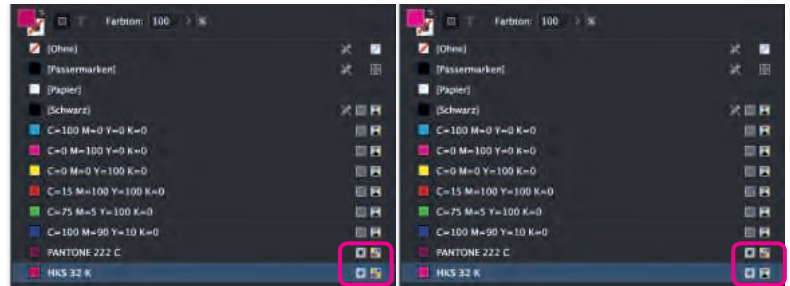 Farbton: 100 > %
[Ohne]
[Passermarken]
[Papier]
[Schwarz]
C=100 M=0 Y=0 K=0
C=0 M=100 Y=0 K=0
C=0 M=0 Y=100 K=0
C=15 M=100 Y=100 K=0
C=75 M=5 Y=100 K=0
C=100 M=90 Y=10 K=0
PANTONE 222 C
HKS 32 K
Farbton: 100 > %
[Ohne]
[Passermarken]
[Papier]
[Schwarz]
C=100 M=0 Y=0 K=0
C=0 M=100 Y=0 K=0
C=0 M=0 Y=100 K=0
C=15 M=100 Y=100 K=0
C=75 M=5 Y=100 K=0
C=100 M=90 Y=10 K=0
PANTONE 222 C
HKS 32 K